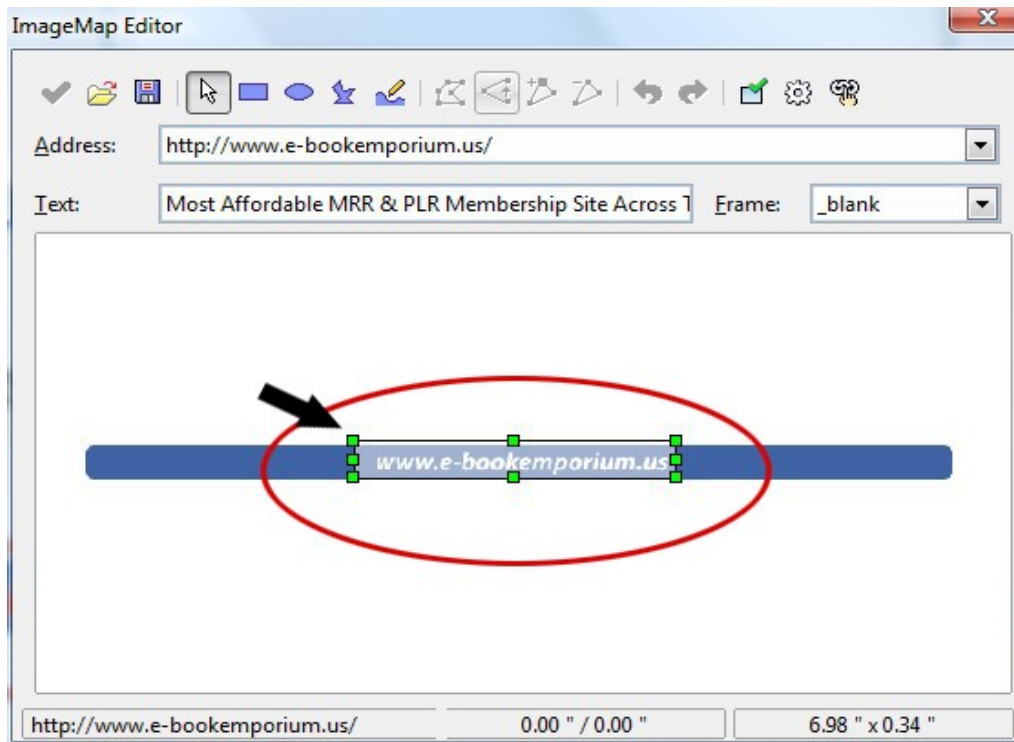 ImageMap Editor
Address: http://www.e-bookemporium.us/
Text: Most Affordable MRR & PLR Membership Site Across Frame: _blank
www.e-bookemporium.us
http://www.e-bookemporium.us/ 0.00 " / 0.00 " 6.98 " x 0.34 "